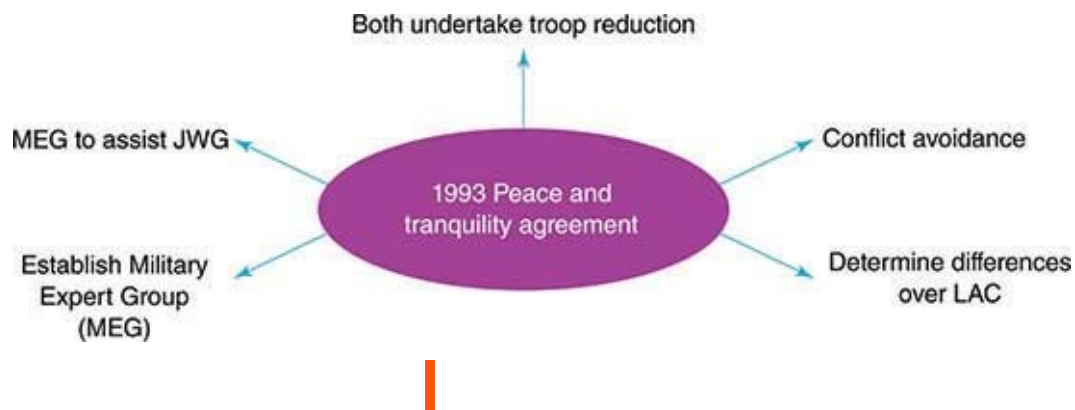 Both undertake troop reduction
MEG to assist JWG
Conflict avoidance
1993 Peace and
tranquility agreement
Establish Military
Expert Group
(MEG)
Determine differences
over LAC